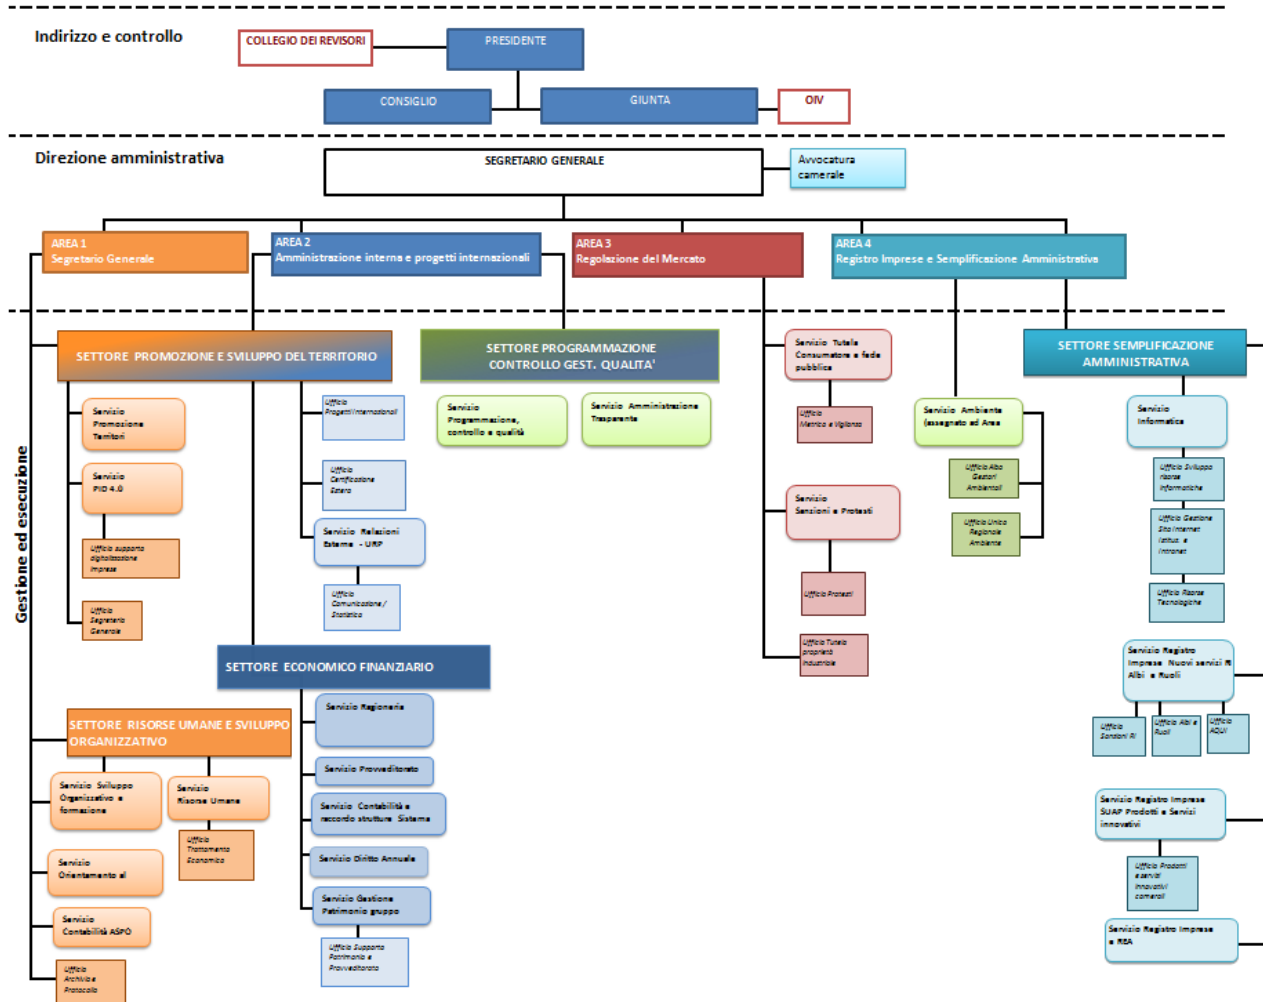 Indirizzo e controllo
COLLEGIO DEI REVISORI
PRESIDENTE
CONSIGLIO
GIUNTA
OIV
Direzione amministrativa
SEGRETARIO GENERALE
Avvocatura
camerale
AREA 1
Segretario Generale
AREA 2
Amministrazione interna e progetti internazionali
AREA 3
Regolazione del Mercato
AREA 4
Registro Imprese e Semplificazione Amministrativa
Gestione ed esecuzione
SETTORE PROMOZIONE E SVILUPPO DEL TERRITORIO
Servizio
Promozione
Territori
Servizio
PID 4.0
Ufficio supporto
digitalizzazione
Imprese
Ufficio
Segreteria
Generale
Ufficio
Progetti Internazionali
Ufficio
Certificazione
Estero
Servizio Relazioni
Esterne - URP
Ufficio
Comunicazione /
Statistica
SETTORE PROGRAMMAZIONE
CONTROLLO GEST. QUALITA'
Servizio
Programmazione,
controllo e qualità
Servizio Amministrazione
Trasparente
Servizio Tutela
Consumatore e fede
pubblica
Ufficio
Metrico e Vigilanza
Servizio
Sanzioni e Protesti
Ufficio Protesti
Ufficio Tutela
proprietà
Industriale
Servizio Ambiente
(assegnato ad Area
Ufficio Albo
Gestori
Ambientali
Ufficio Unico
Regionale
Ambiente
SETTORE SEMPLIFICAZIONE
AMMINISTRATIVA
Servizio
Informatica
Ufficio Sviluppo
risorse
Informatiche
Ufficio Gestione
Sito Internet
Istituz. e
Intranet
Ufficio Risorse
Tecnologiche
Servizio Registro
Imprese Nuovi servizi RI
Albi e Ruoli
Ufficio
Sanzioni RI
Ufficio Albi e
Ruoli
Ufficio
AQUI
Servizio Registro Imprese
SUAP Prodotti e Servizi
innovativi
Ufficio Prodotti
e servizi
Innovativi
camerali
Servizio Registro Imprese
e REA
SETTORE ECONOMICO FINANZIARIO
Servizio Ragioneria
Servizio Provveditorato
Servizio Contabilità e
raccordo strutture Sistema
Servizio Diritto Annuale
Servizio Gestione
Patrimonio gruppo
Ufficio Supporto
Patrimonio e
Provveditorato
SETTORE RISORSE UMANE E SVILUPPO
ORGANIZZATIVO
Servizio Sviluppo
Organizzativo e
formazione
Servizio
Risorse Umane
Ufficio
Trattamento
Economico
Servizio
Orientamento al
Servizio
Contabilità ASPO
Ufficio
Archivio e
Protocollo